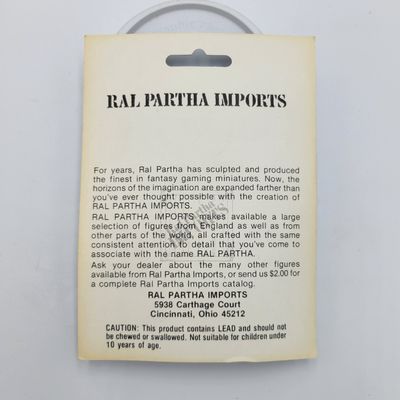 RAL PARTHA IMPORTS
For years, Ral Partha has sculpted and produced
the finest in fantasy gaming miniatures. Now, the
horizons of the imagination are expanded farther than
you've ever thought possible with the creation of
RAL PARTHA IMPORTS.
RAL PARTHA IMPORTS makes available a large
selection of figures from England as well as from
other parts of the world, all crafted with the same
consistent attention to detail that you've come to
associate with the name RAL PARTHA.
Ask your dealer about the many other figures
available from Ral Partha Imports, or send us $2.00 for
a complete Ral Partha Imports catalog.
RAL PARTHA IMPORTS
5938 Carthage Court
Cincinnati, Ohio 45212
CAUTION: This product contains LEAD and should not
be chewed or swallowed. Not suitable for children under
10 years of age.